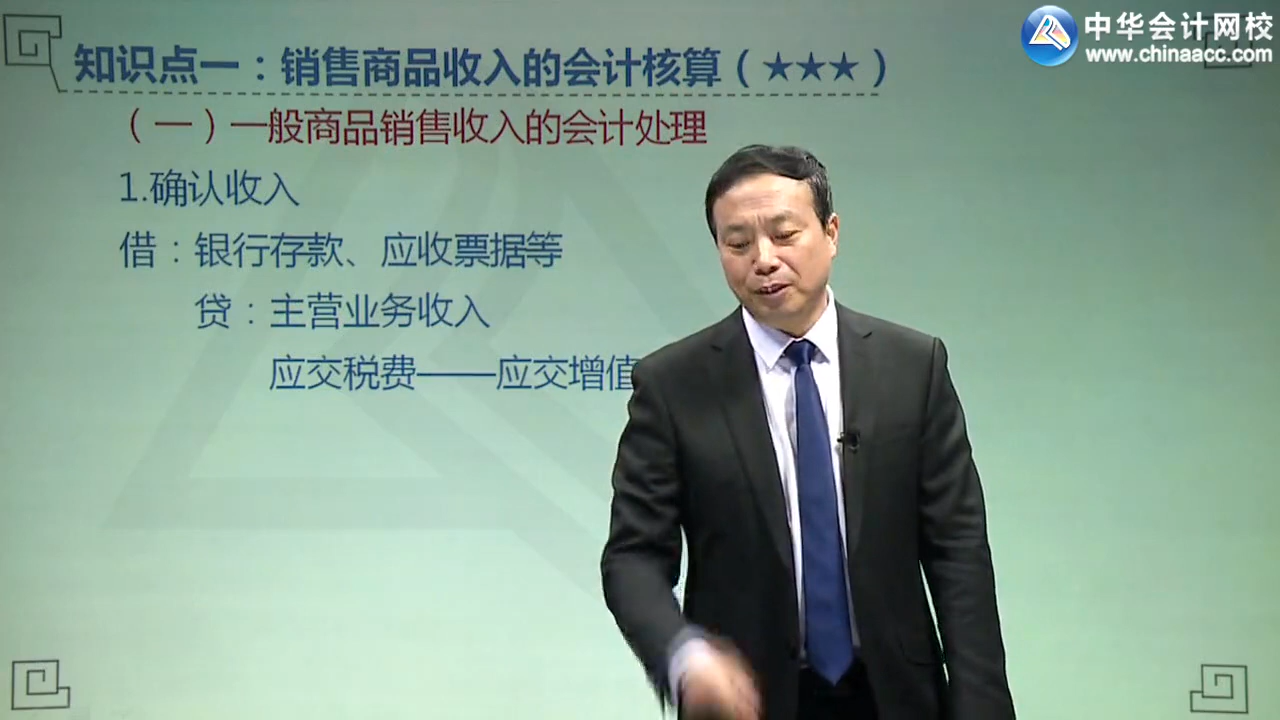 中华会计网校
www.chinaacc.com
知识点一：销售商品收入的会计核算（★★★）
（一）一般商品销售收入的会计处理
1.确认收入
借：银行存款、应收票据等
贷：主营业务收入
应交税费——应交增值